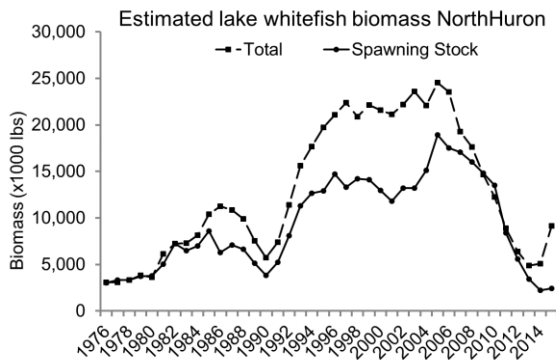 Estimated lake whitefish biomass NorthHuron
Total Spawning Stock
Biomass (x1000 lbs)
30,000
25,000
20,000
15,000
10,000
5,000
0
1976 1978 1980 1982 1984 1986 1988 1990 1992 1994 1996 1998 2000 2002 2004 2006 2008 2010 2012 2014